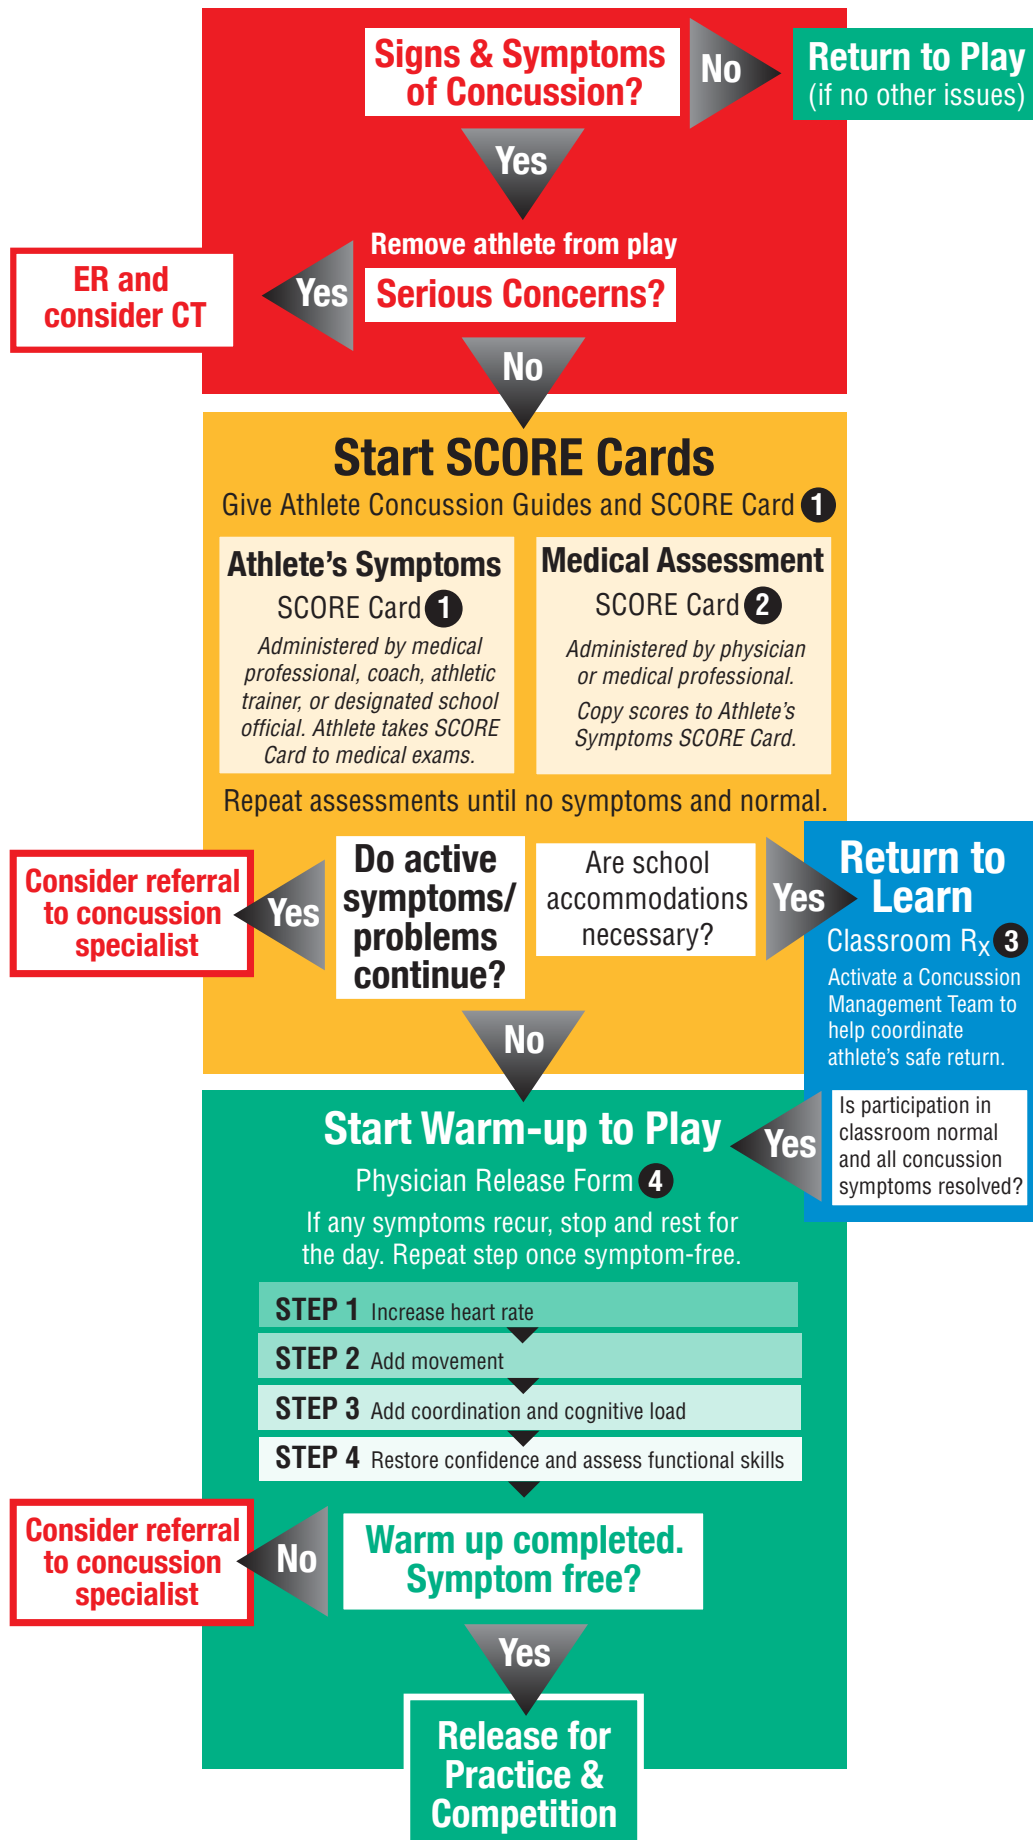 Signs & Symptoms
of Concussion?
No
Return to Play
(if no other issues)
Yes
Remove athlete from play
Serious Concerns?
Yes
ER and
consider CT
No
Start SCORE Cards
Give Athlete Concussion Guides and SCORE Card 1
Athlete's Symptoms
SCORE Card 1
Administered by medical
professional, coach, athletic
trainer, or designated school
official. Athlete takes SCORE
Card to medical exams.
Medical Assessment
SCORE Card 2
Administered by physician
or medical professional.
Copy scores to Athlete's
Symptoms SCORE Card.
Repeat assessments until no symptoms and normal.
Do active
symptoms/
problems
continue?
Yes
Consider referral
to concussion
specialist
Are school
accommodations
necessary?
Yes
Return to
Learn
Classroom Rx 3
Activate a Concussion
Management Team to
help coordinate
athlete's safe return.
Is participation in
classroom normal
and all concussion
symptoms resolved?
Yes
No
Start Warm-up to Play
Physician Release Form 4
If any symptoms recur, stop and rest for
the day. Repeat step once symptom-free.
STEP 1 Increase heart rate
STEP 2 Add movement
STEP 3 Add coordination and cognitive load
STEP 4 Restore confidence and assess functional skills
Warm up completed.
Symptom free?
No
Consider referral
to concussion
specialist
Yes
Release for
Practice &
Competition